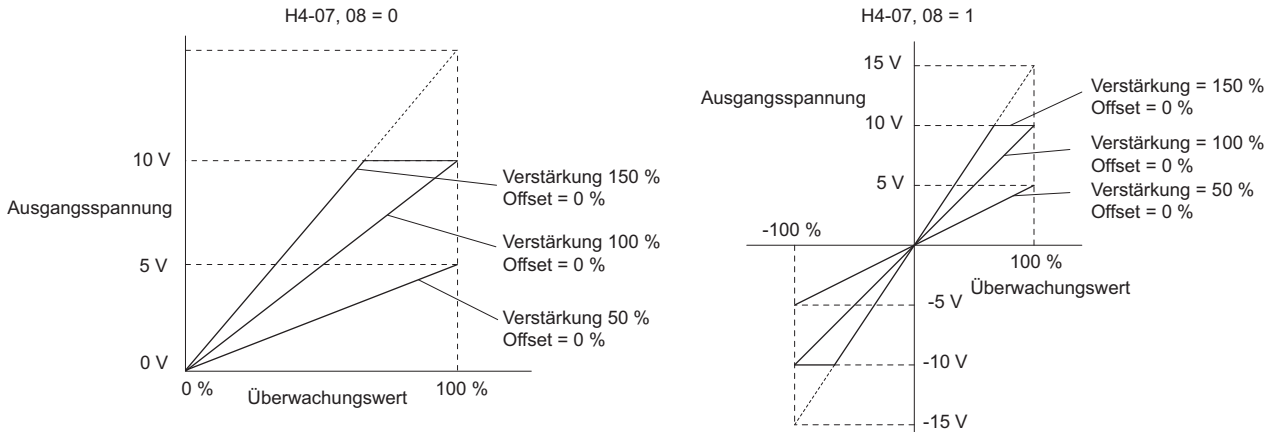 H4-07, 08 = 0
10 V
Ausgangsspannung
5 V
0 V
0 %
100 %
Überwachungswert
Verstärkung 150 %
Offset = 0 %
Verstärkung 100 %
Offset = 0 %
Verstärkung 50 %
Offset = 0 %
H4-07, 08 = 1
15 V
Ausgangsspannung
10 V
5 V
-100 %
100 %
Überwachungswert
-5 V
-10 V
-15 V
Verstärkung = 150 %
Offset = 0 %
Verstärkung = 100 %
Offset = 0 %
Verstärkung = 50 %
Offset = 0 %